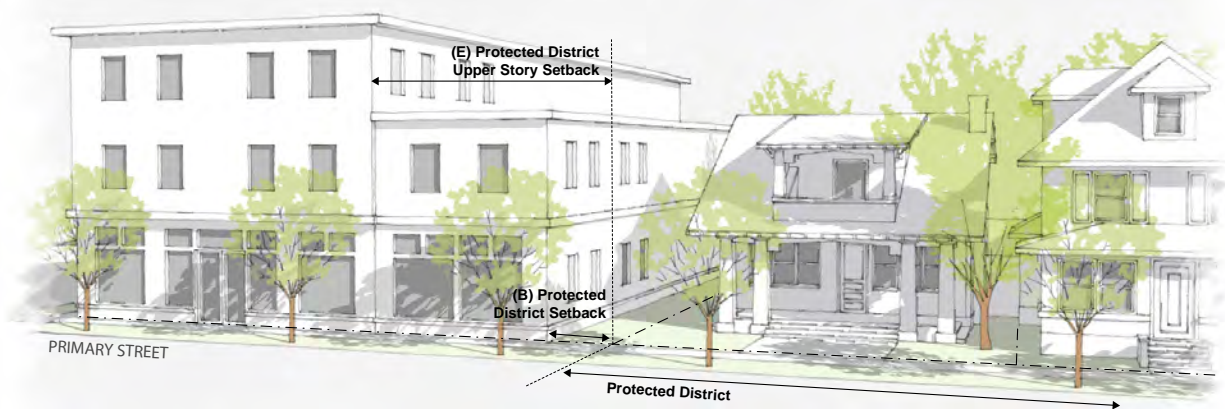 (E) Protected District
Upper Story Setback
(B) Protected
District Setback
PRIMARY STREET
Protected District